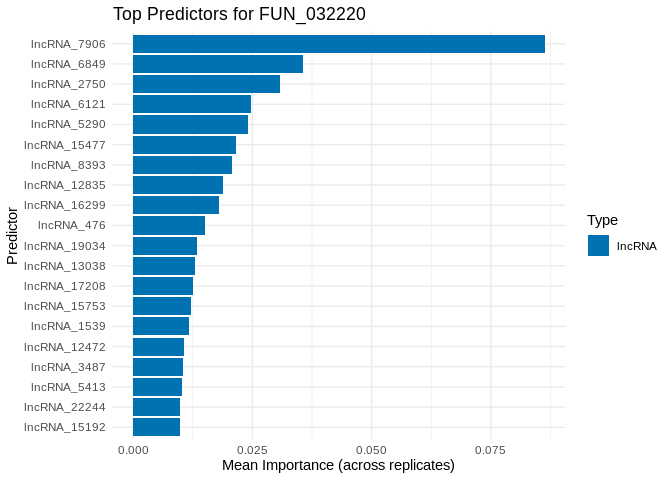 Top Predictors for FUN_032220
lncRNA_7906
lncRNA_6849
lncRNA_2750
lncRNA_6121
lncRNA_5290
lncRNA_15477
lncRNA_8393
lncRNA_12835
lncRNA_16299
lncRNA_476
lncRNA_19034
lncRNA_13038
lncRNA_17208
lncRNA_15753
lncRNA_1539
lncRNA_12472
lncRNA_3487
lncRNA_5413
lncRNA_22244
lncRNA_15192
Predictor
0.000 0.025 0.050 0.075
Mean Importance (across replicates)
Type
lncRNA